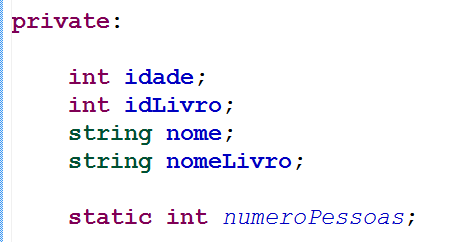 private:
int idade;
int idLivro;
string nome;
string nomeLivro;
static int numeroPessoas;